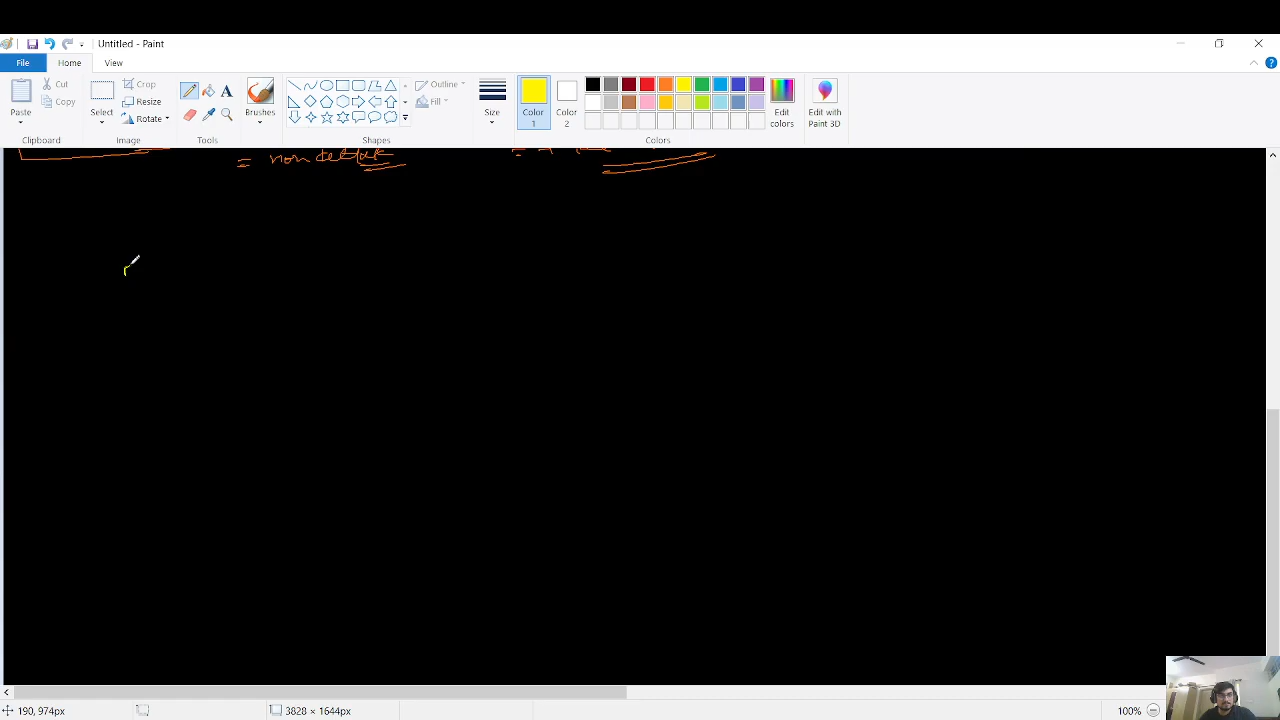 Untitled - Paint
File Home View
Cut
Copy
Paste
Clipboard
Crop
Resize
Rotate
Select
Image
Tools
Brushes
Shapes
Outline
Fill
Size
Color 1
Color 2
Colors
Edit colors
Edit with Paint 3D
= non default
190, 974px
3828 × 1644px
100%